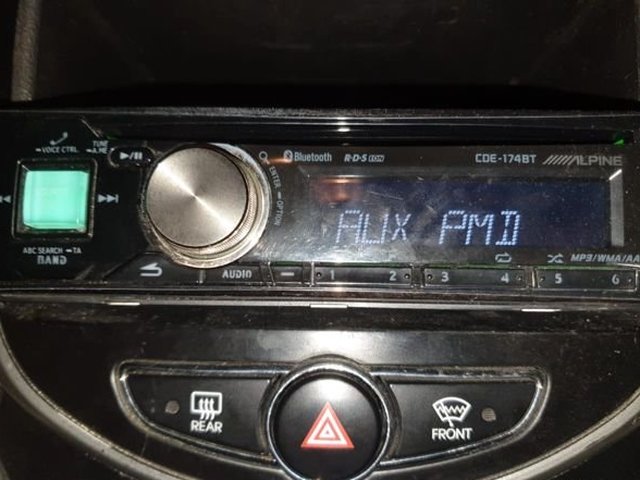 VOICE CTRL.
TUNE
A.ME
Bluetooth
R·D·S
CDE-174BT
ALPINE
ENTER
OPTION
AUX PMD
ABC SEARCH TA
BAND
AUDIO
1 2 3 4 5 6
MP3/WMA/AA
REAR
FRONT